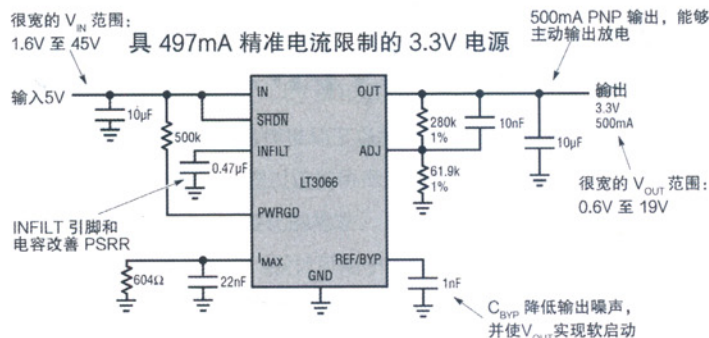 很宽的 VIN 范围：
1.6V 至 45V
具 497mA 精准电流限制的 3.3V 电源
500mA PNP 输出，能够
主动输出放电
输入5V
10µF
500k
IN
SHDN
INFILT
0.47µF
PWRGD
IMAX
604Ω
22nF
LT3066
GND
OUT
ADJ
REF/BYP
280k
1%
61.9k
1%
10nF
10µF
1nF
输出
3.3V
500mA
很宽的 VOUT 范围：
0.6V 至 19V
INFILT 引脚和
电容改善 PSRR
CBYP 降低输出噪声，
并使VOUT实现软启动